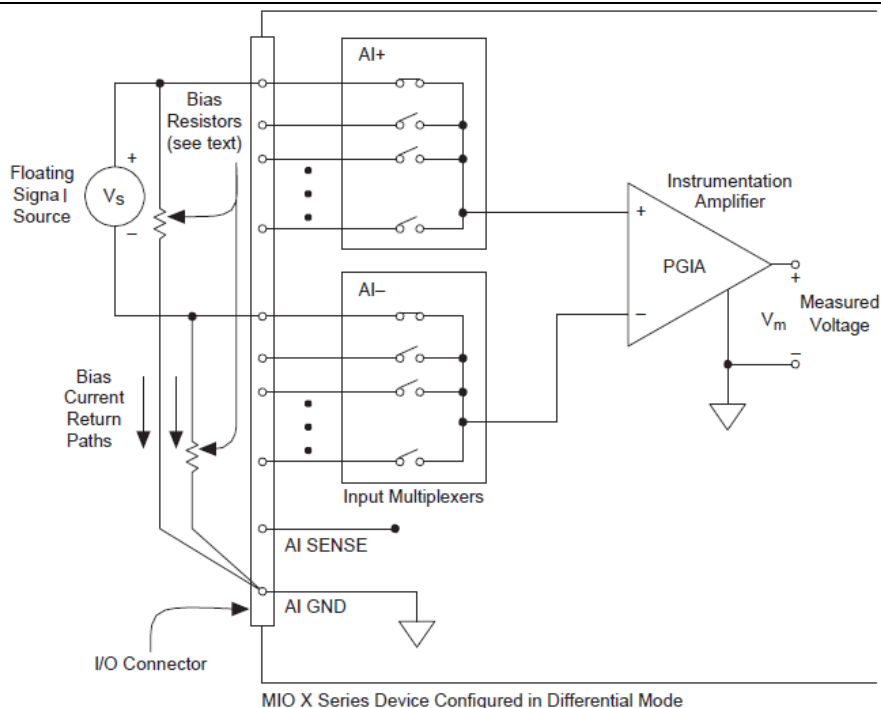 AI+
Bias
Resistors
(see text)
Floating
Signal
Source
+
Vs
–
Instrumentation
Amplifier
+
PGIA
–
+
Vm
Measured
Voltage
–
AI–
Bias
Current
Return
Paths
Input Multiplexers
AI SENSE
AI GND
I/O Connector
MIO X Series Device Configured in Differential Mode